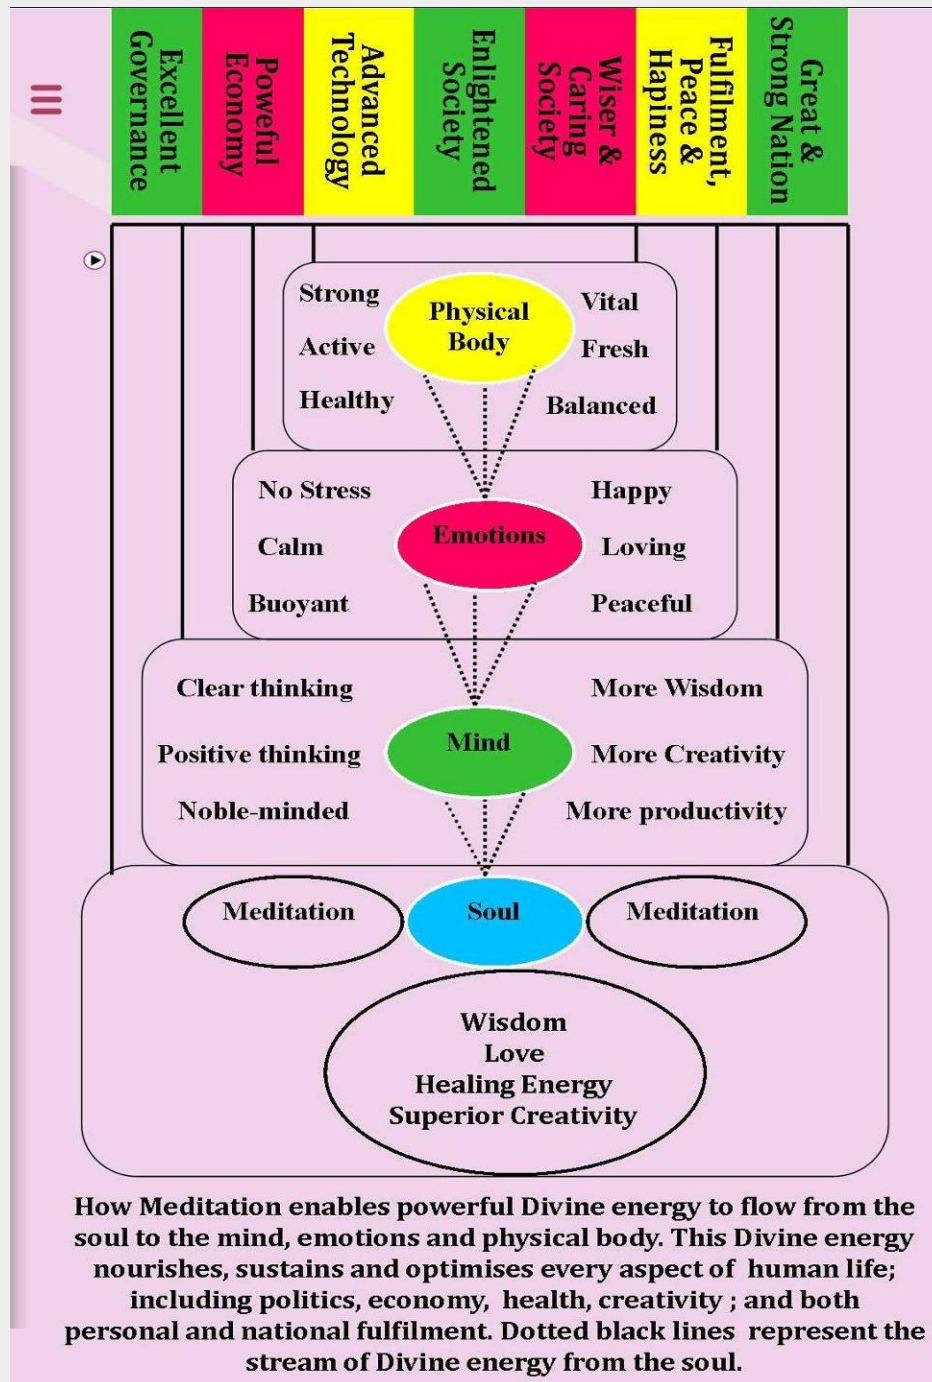 Excellent
Governance
Poweful
Economy
Advanced
Technology
Enlightened
Society
Wiser &
Caring
Society
Fulfilment,
Peace &
Hapiness
Great &
Strong Nation
Strong
Active
Healthy
Physical
Body
Vital
Fresh
Balanced
No Stress
Calm
Buoyant
Emotions
Happy
Loving
Peaceful
Clear thinking
Positive thinking
Noble-minded
Mind
More Wisdom
More Creativity
More productivity
Meditation
Soul
Meditation
Wisdom
Love
Healing Energy
Superior Creativity
How Meditation enables powerful Divine energy to flow from the
soul to the mind, emotions and physical body. This Divine energy
nourishes, sustains and optimises every aspect of human life;
including politics, economy, health, creativity ; and both
personal and national fulfilment. Dotted black lines represent the
stream of Divine energy from the soul.